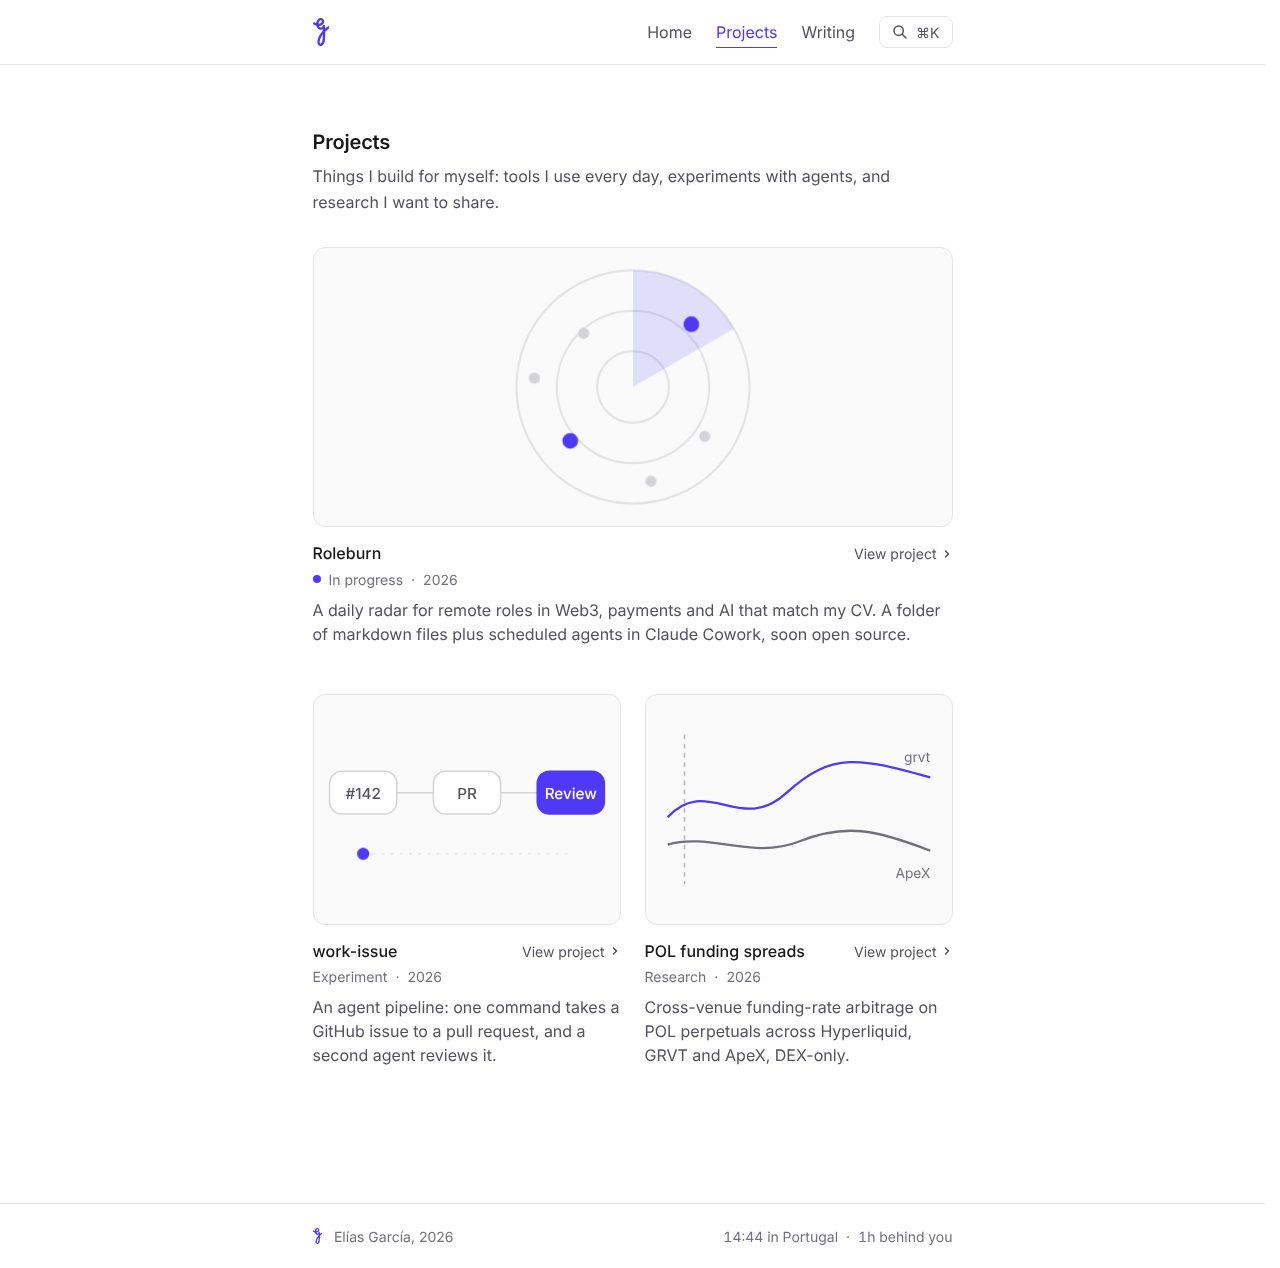 Home Projects Writing ⌘K
Projects
Things I build for myself: tools I use every day, experiments with agents, and
research I want to share.
Roleburn View project
In progress · 2026
A daily radar for remote roles in Web3, payments and AI that match my CV. A folder
of markdown files plus scheduled agents in Claude Cowork, soon open source.
#142 PR Review
grvt
ApeX
work-issue View project
Experiment · 2026
An agent pipeline: one command takes a
GitHub issue to a pull request, and a
second agent reviews it.
POL funding spreads View project
Research · 2026
Cross-venue funding-rate arbitrage on
POL perpetuals across Hyperliquid,
GRVT and ApeX, DEX-only.
Elías García, 2026
14:44 in Portugal · 1h behind you